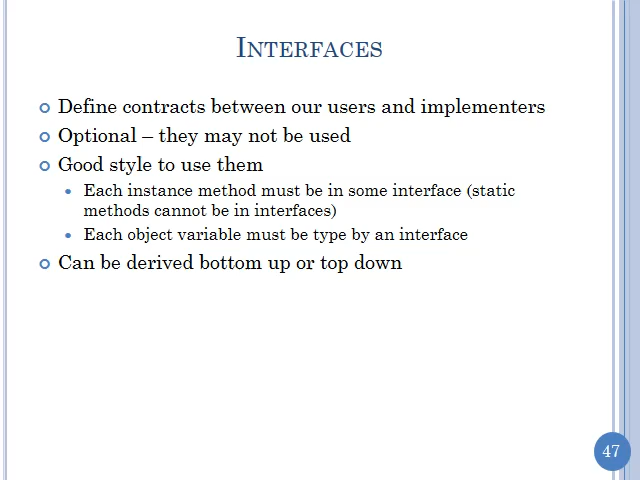 INTERFACES
Define contracts between our users and implementers
Optional – they may not be used
Good style to use them
Each instance method must be in some interface (static
methods cannot be in interfaces)
Each object variable must be type by an interface
Can be derived bottom up or top down
47